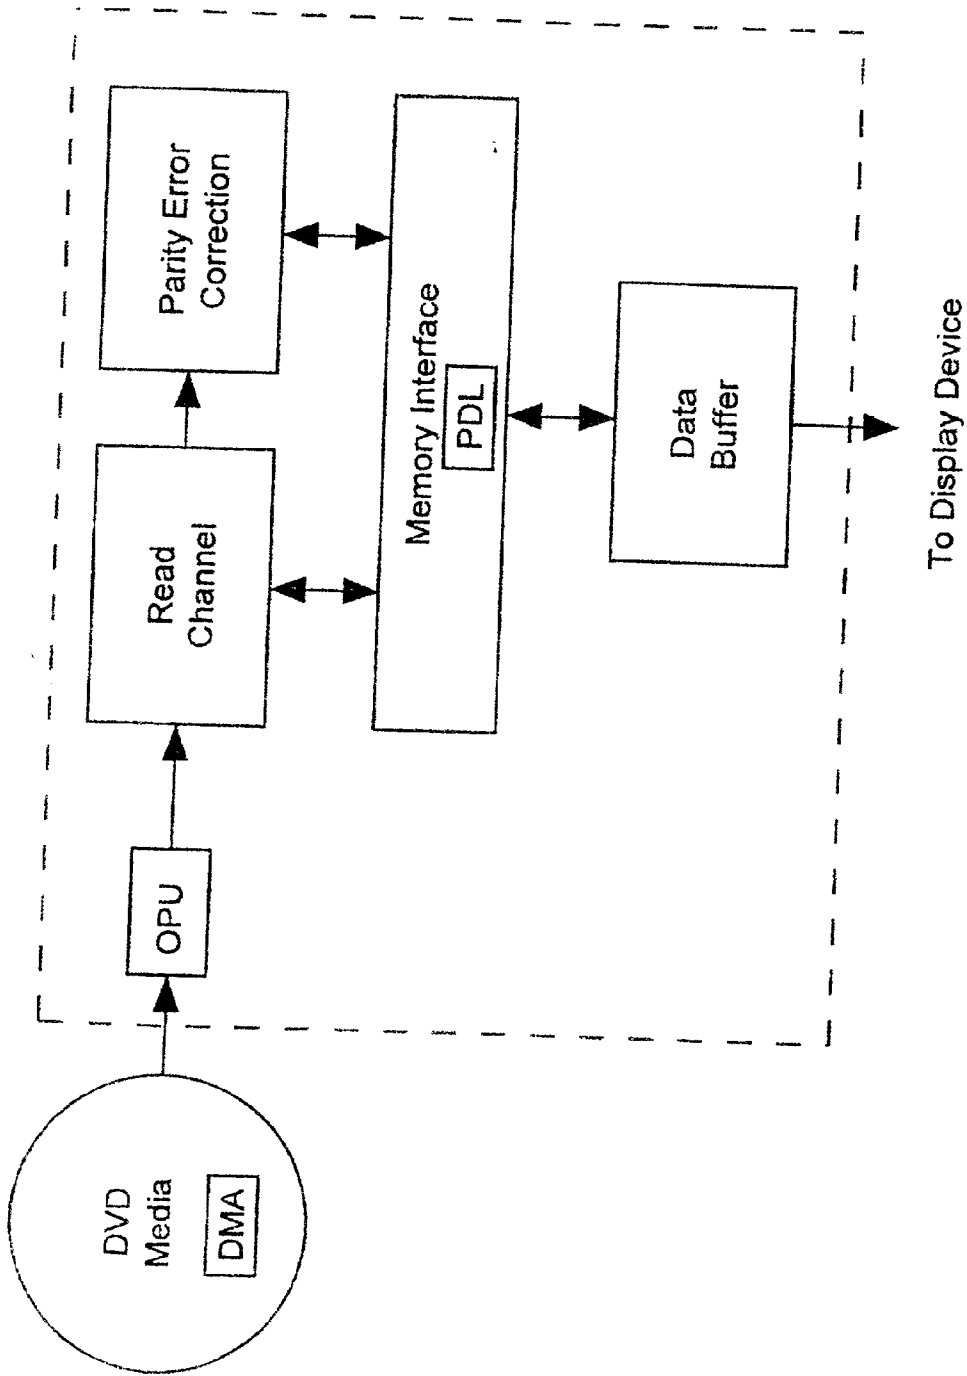 DVD
Media
DMA
OPU
Read
Channel
Parity Error
Correction
Memory Interface
PDL
Data
Buffer
To Display Device